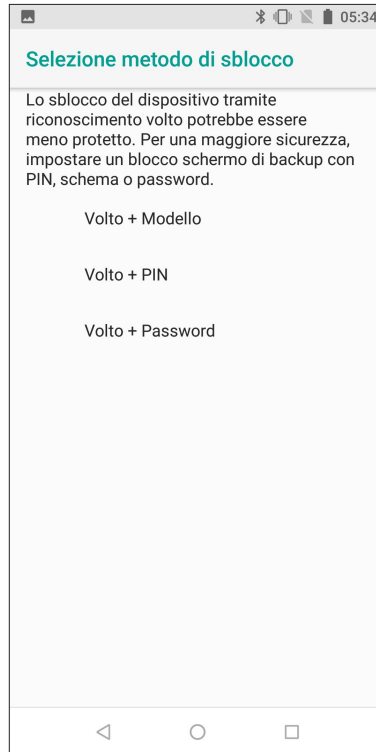 05:34
Selezione metodo di sblocco
Lo sblocco del dispositivo tramite
riconoscimento volto potrebbe essere
meno protetto. Per una maggiore sicurezza,
impostare un blocco schermo di backup con
PIN, schema o password.
Volto + Modello
Volto + PIN
Volto + Password